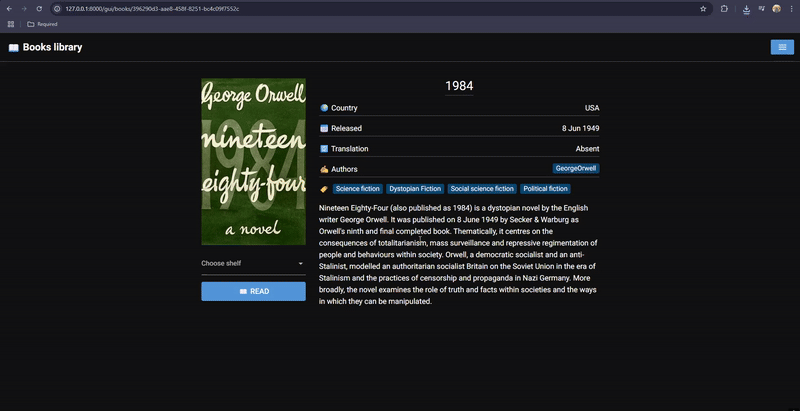 127.0.0.1:8000/gui/books/396290d3-aae8-458f-8251-bc4c09f7552c
Required
Books library
George Orwell
1984
nineteen
eighty-four
a novel
Choose shelf
READ
1984
Country USA
Released 8 Jun 1949
Translation Absent
Authors GeorgeOrwell
Science fiction Dystopian Fiction Social science fiction Political fiction
Nineteen Eighty-Four (also published as 1984) is a dystopian novel by the English
writer George Orwell. It was published on 8 June 1949 by Secker & Warburg as
Orwell's ninth and final completed book. Thematically, it centres on the
consequences of totalitarianism, mass surveillance and repressive regimentation of
people and behaviours within society. Orwell, a democratic socialist and an anti-
Stalinist, modelled an authoritarian socialist Britain on the Soviet Union in the era of
Stalinism and the practices of censorship and propaganda in Nazi Germany. More
broadly, the novel examines the role of truth and facts within societies and the ways
in which they can be manipulated.